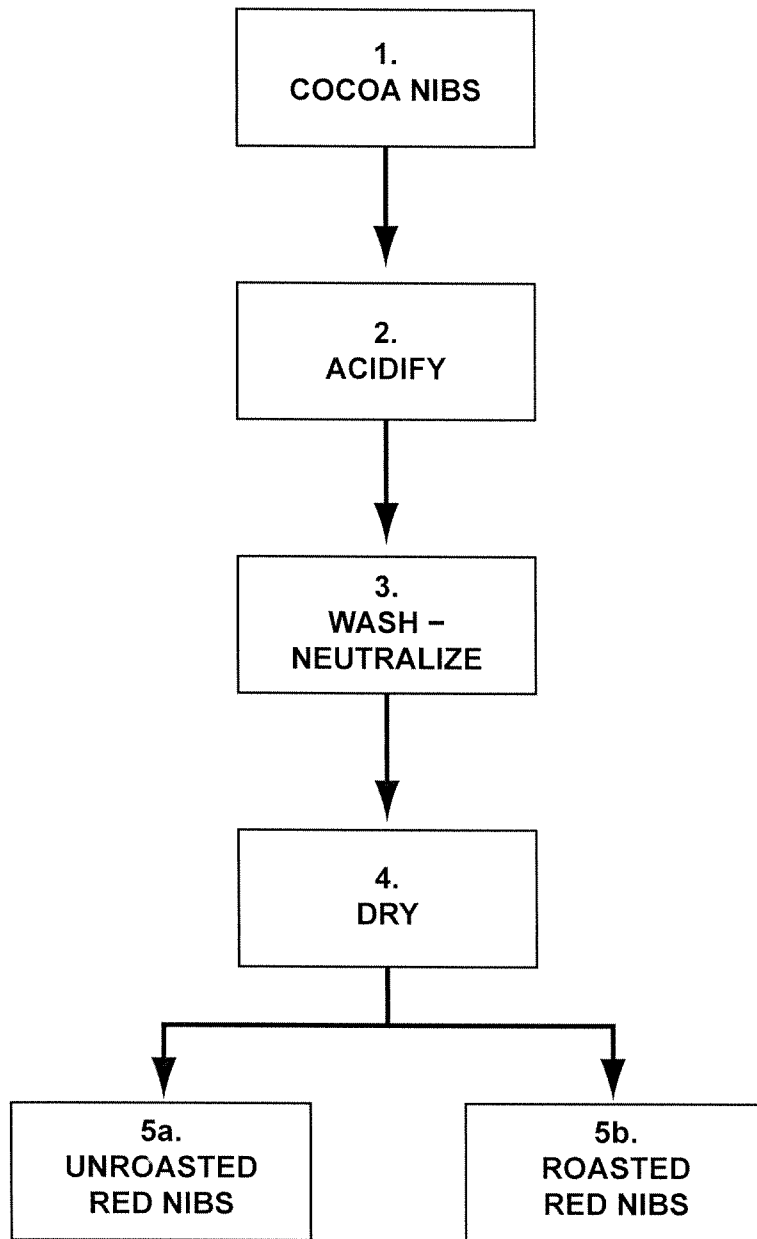 1.
COCOA NIBS
2.
ACIDIFY
3.
WASH –
NEUTRALIZE
4.
DRY
5a.
UNROASTED
RED NIBS
5b.
ROASTED
RED NIBS